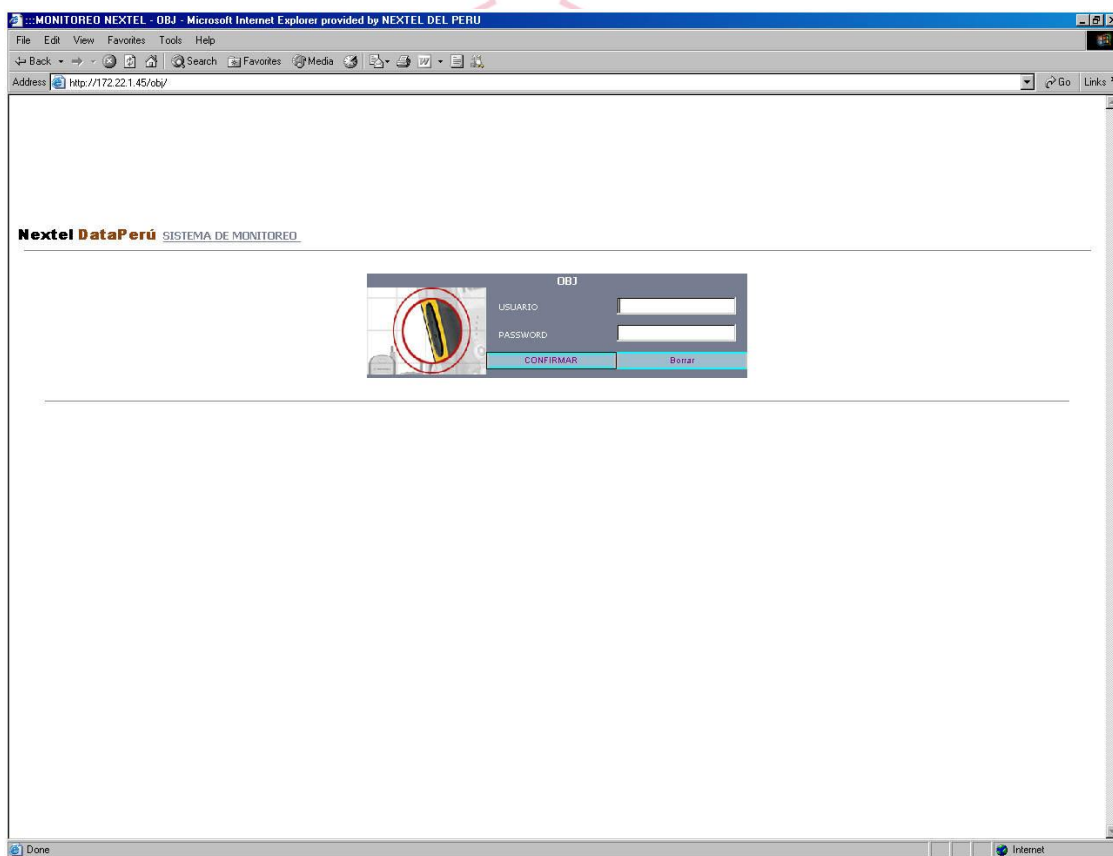 :::MONITOREO NEXTEL - OBJ - Microsoft Internet Explorer provided by NEXTEL DEL PERU
File Edit View Favorites Tools Help
Back Search Favorites Media
Address http://172.22.1.45/obj/ Go Links
Nextel DataPerú SISTEMA DE MONITOREO
OBJ
USUARIO
PASSWORD
CONFIRMAR Borrar
Done Internet